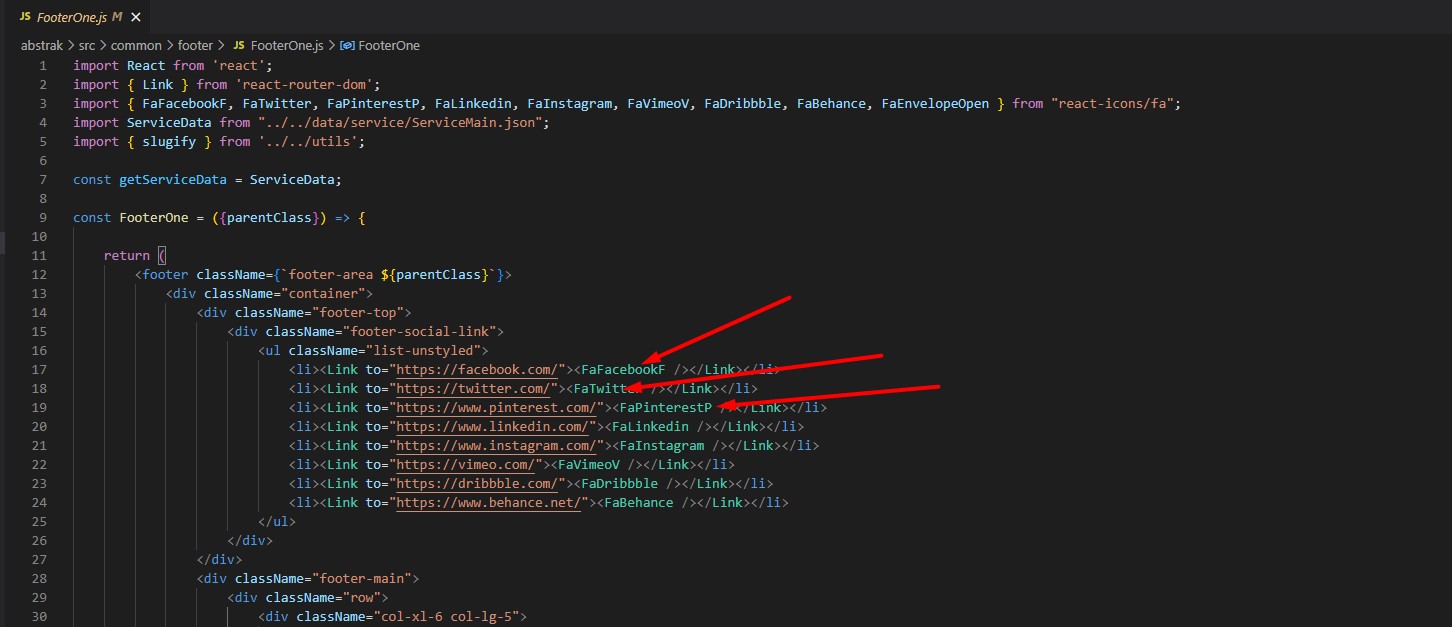 JS FooterOne.js M ×
abstrak > src > common > footer > JS FooterOne.js > FooterOne
1 import React from 'react';
2 import { Link } from 'react-router-dom';
3 import { FaFacebookF, FaTwitter, FaPinterestP, FaLinkedin, FaInstagram, FaVimeoV, FaDribbble, FaBehance, FaEnvelopeOpen } from "react-icons/fa";
4 import ServiceData from "../../data/service/ServiceMain.json";
5 import { slugify } from '../../utils';
6
7 const getServiceData = ServiceData;
8
9 const FooterOne = ({parentClass}) => {
10
11 return (
12 <footer className={`footer-area ${parentClass}`}>
13 <div className="container">
14 <div className="footer-top">
15 <div className="footer-social-link">
16 <ul className="list-unstyled">
17 <li><Link to="https://facebook.com/"><FaFacebookF /></Link></li>
18 <li><Link to="https://twitter.com/"><FaTwitter /></Link></li>
19 <li><Link to="https://www.pinterest.com/"><FaPinterestP /></Link></li>
20 <li><Link to="https://www.linkedin.com/"><FaLinkedin /></Link></li>
21 <li><Link to="https://www.instagram.com/"><FaInstagram /></Link></li>
22 <li><Link to="https://vimeo.com/"><FaVimeoV /></Link></li>
23 <li><Link to="https://dribbble.com/"><FaDribbble /></Link></li>
24 <li><Link to="https://www.behance.net/"><FaBehance /></Link></li>
25 </ul>
26 </div>
27 </div>
28 <div className="footer-main">
29 <div className="row">
30 <div className="col-xl-6 col-lg-5">